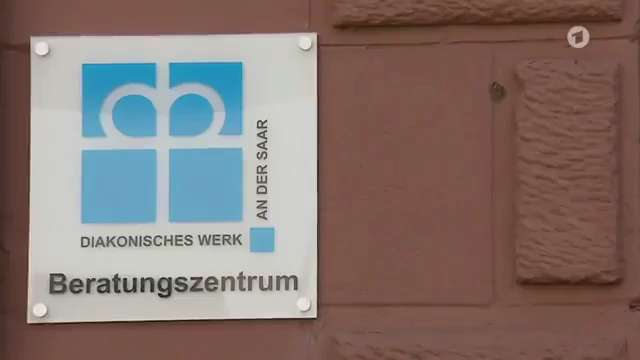 DIAKONISCHES WERK
AN DER SAAR
Beratungszentrum